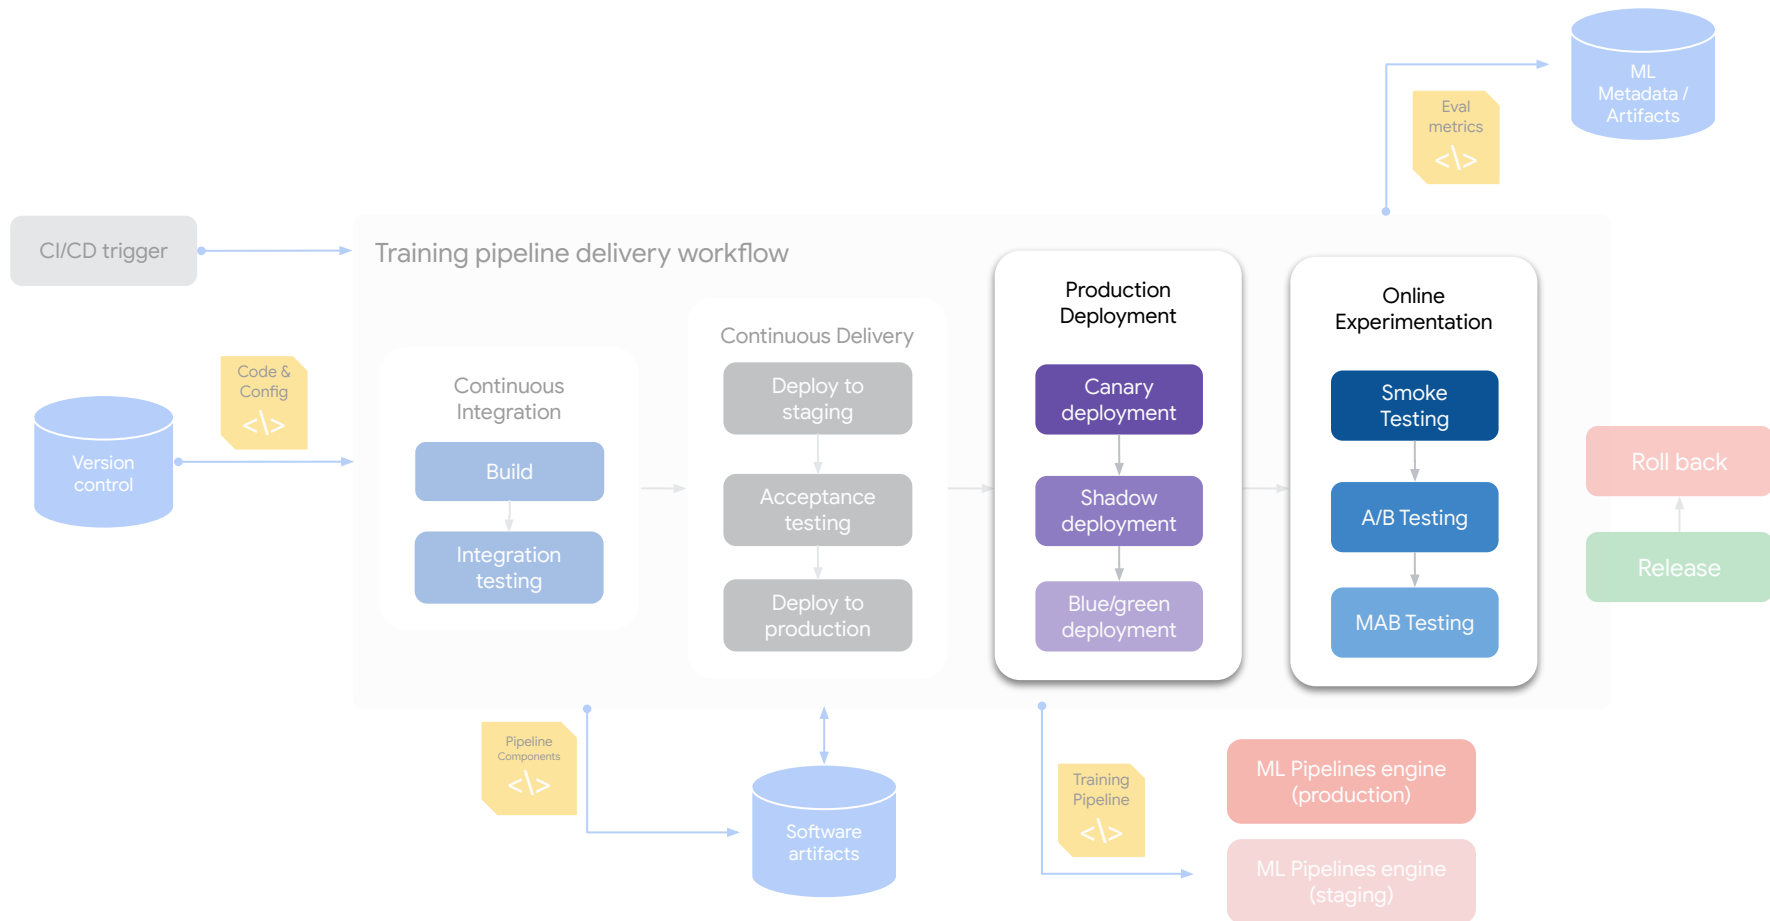 ML
Metadata /
Artifacts
Eval
metrics
</>
CI/CD trigger
Training pipeline delivery workflow
Code &
Config
</>
Version
control
Continuous
Integration
Build
Integration
testing
Continuous Delivery
Deploy to
staging
Acceptance
testing
Deploy to
production
Production
Deployment
Canary
deployment
Shadow
deployment
Blue/green
deployment
Online
Experimentation
Smoke
Testing
A/B Testing
MAB Testing
Roll back
Release
Pipeline
Components
</>
Software
artifacts
Training
Pipeline
</>
ML Pipelines engine
(production)
ML Pipelines engine
(staging)